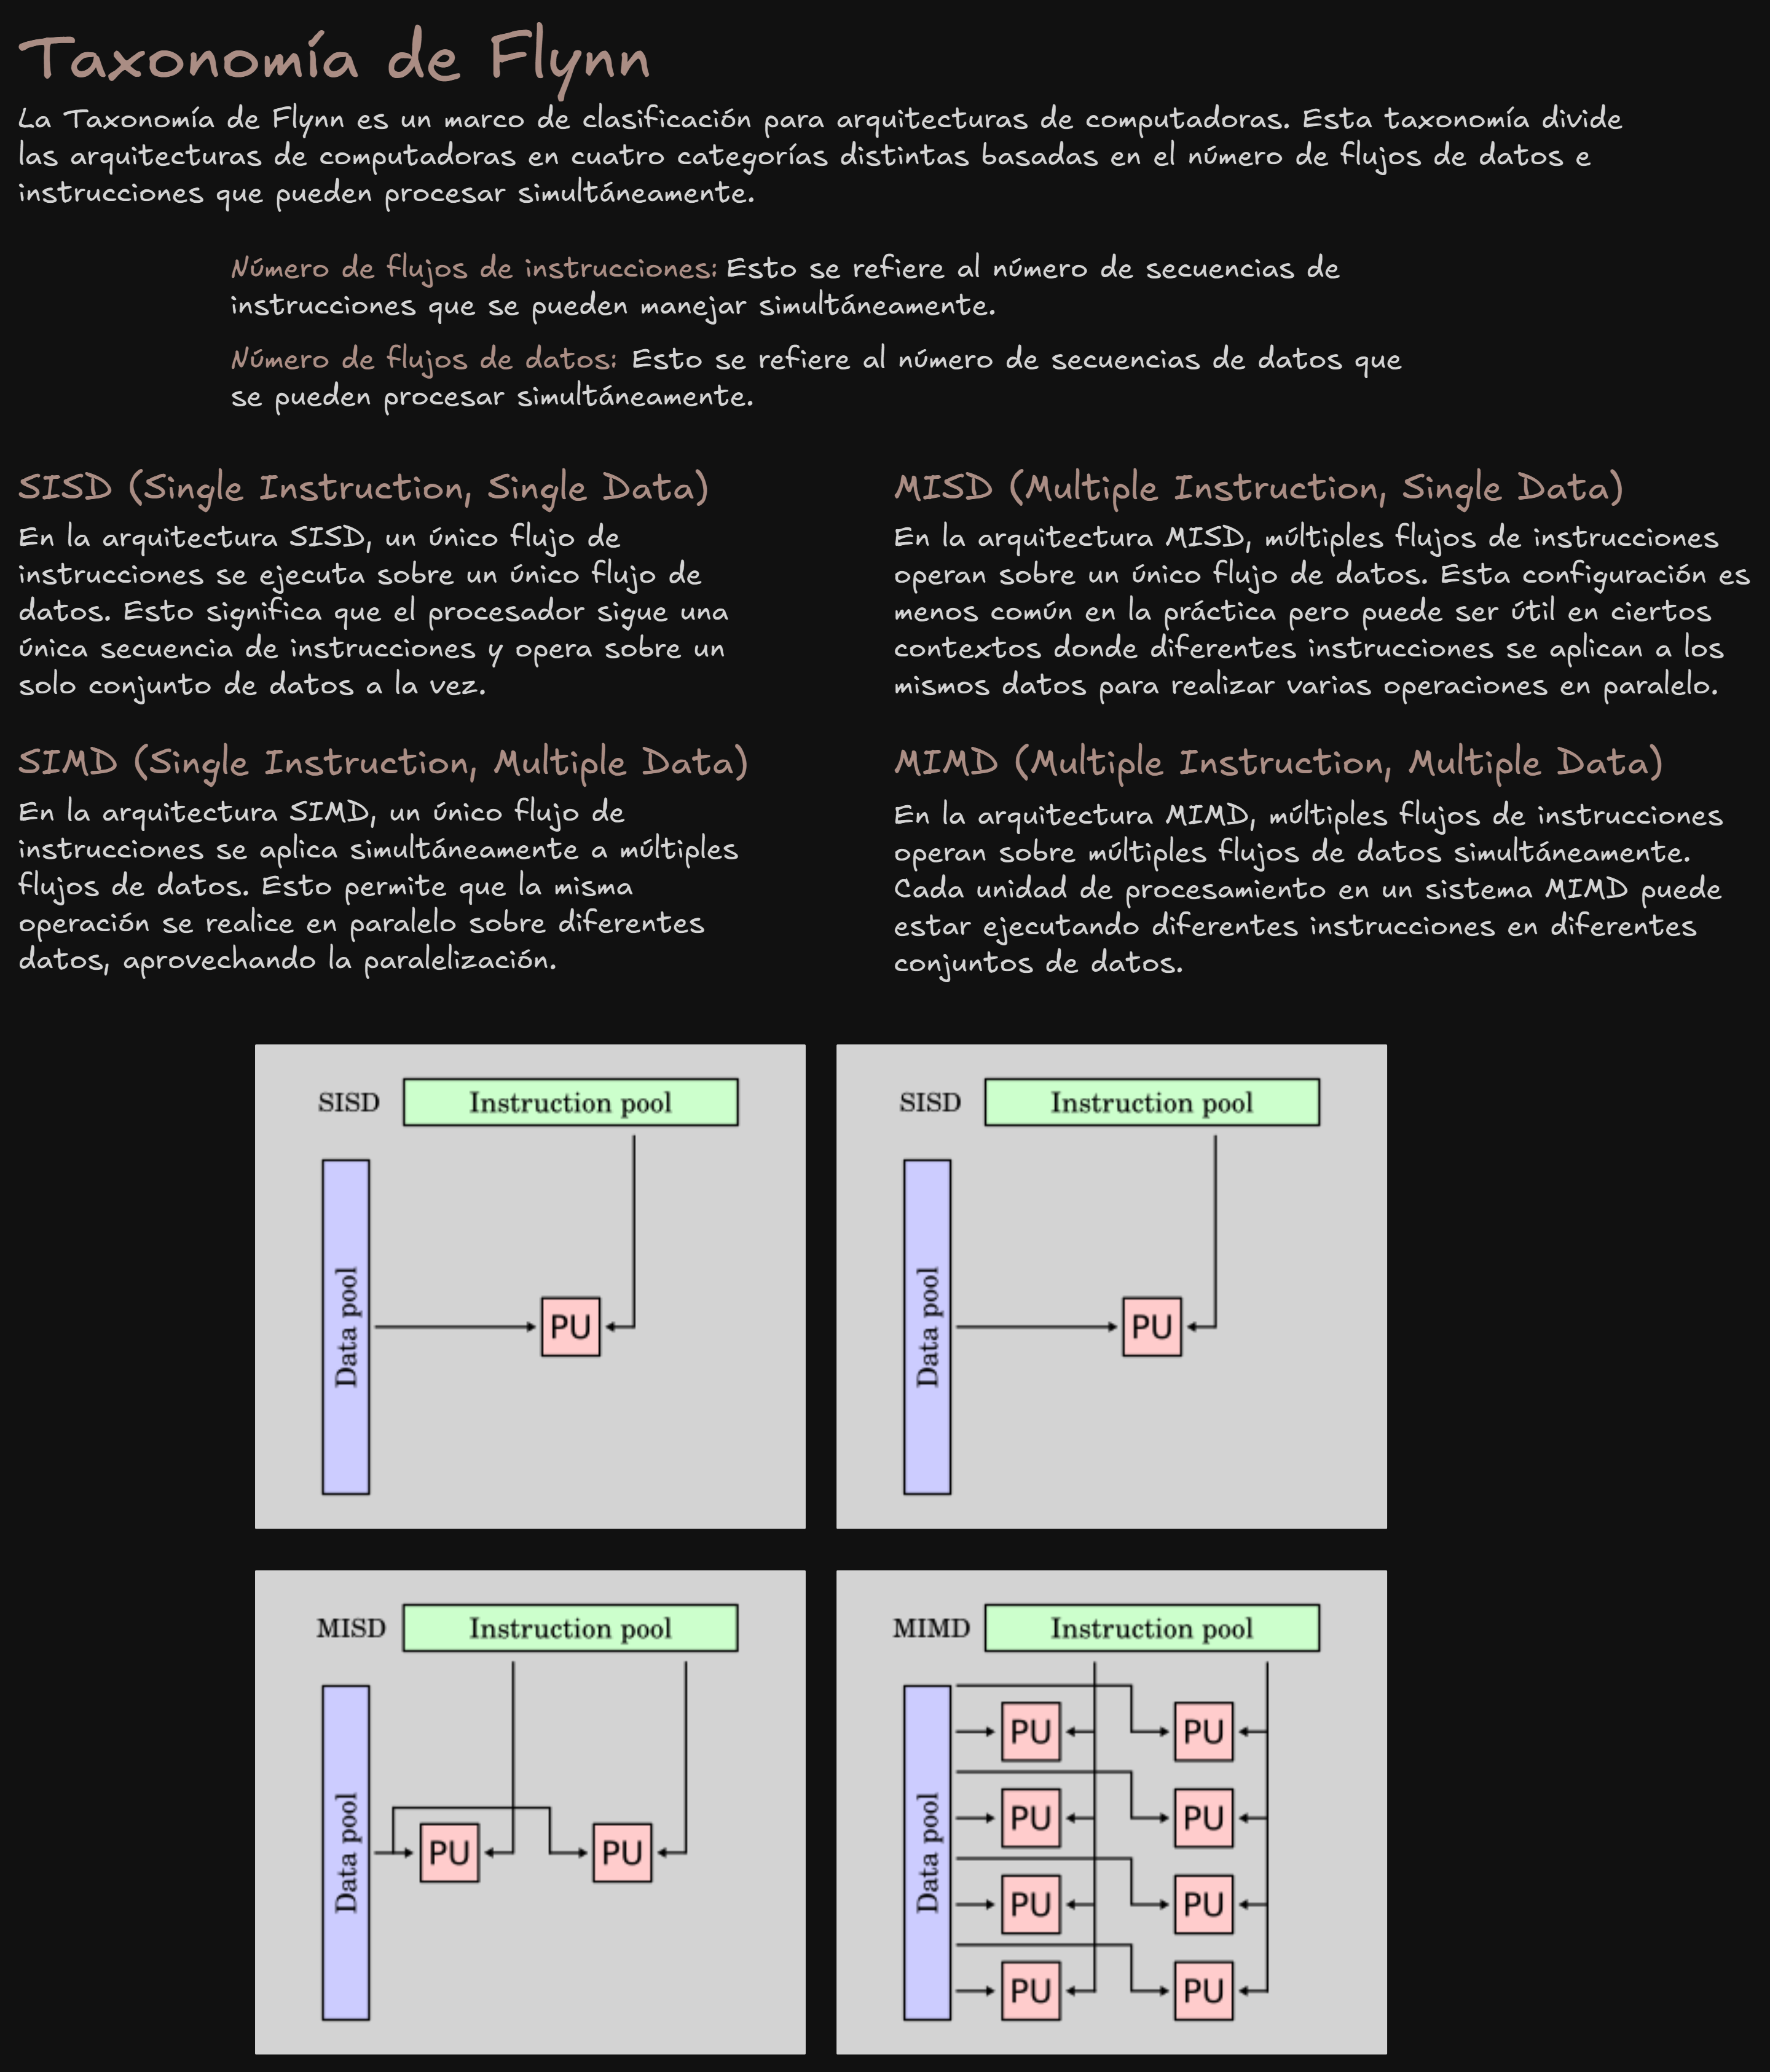 Taxonomía de Flynn
La Taxonomía de Flynn es un marco de clasificación para arquitecturas de computadoras. Esta taxonomía divide
las arquitecturas de computadoras en cuatro categorías distintas basadas en el número de flujos de datos e
instrucciones que pueden procesar simultáneamente.
Número de flujos de instrucciones: Esto se refiere al número de secuencias de
instrucciones que se pueden manejar simultáneamente.
Número de flujos de datos: Esto se refiere al número de secuencias de datos que
se pueden procesar simultáneamente.
SISD (Single Instruction, Single Data)
En la arquitectura SISD, un único flujo de
instrucciones se ejecuta sobre un único flujo de
datos. Esto significa que el procesador sigue una
única secuencia de instrucciones y opera sobre un
solo conjunto de datos a la vez.
MISD (Multiple Instruction, Single Data)
En la arquitectura MISD, múltiples flujos de instrucciones
operan sobre un único flujo de datos. Esta configuración es
menos común en la práctica pero puede ser útil en ciertos
contextos donde diferentes instrucciones se aplican a los
mismos datos para realizar varias operaciones en paralelo.
SIMD (Single Instruction, Multiple Data)
En la arquitectura SIMD, un único flujo de
instrucciones se aplica simultáneamente a múltiples
flujos de datos. Esto permite que la misma
operación se realice en paralelo sobre diferentes
datos, aprovechando la paralelización.
MIMD (Multiple Instruction, Multiple Data)
En la arquitectura MIMD, múltiples flujos de instrucciones
operan sobre múltiples flujos de datos simultáneamente.
Cada unidad de procesamiento en un sistema MIMD puede
estar ejecutando diferentes instrucciones en diferentes
conjuntos de datos.
SISD
Instruction pool
Data pool
PU
SISD
Instruction pool
Data pool
PU
MISD
Instruction pool
Data pool
PU
PU
MIMD
Instruction pool
Data pool
PU
PU
PU
PU
PU
PU
PU
PU